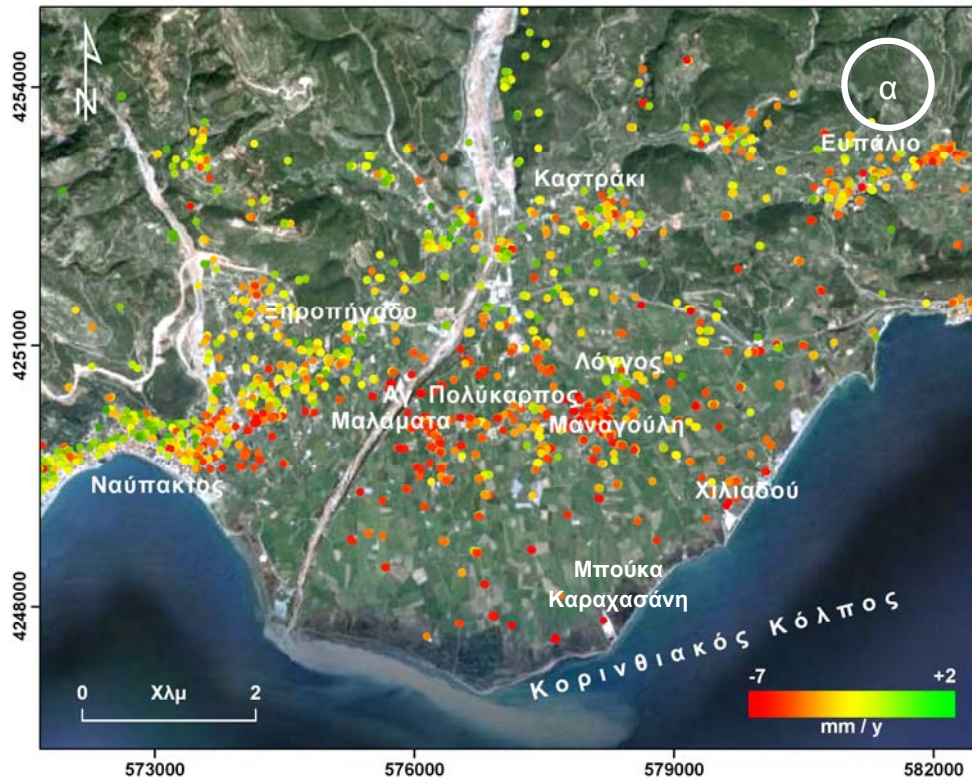 4254000
4251000
4248000
N
α
Ευπάλιο
Καστράκι
Ξηροπήγαδο
Λόγγος
Αγ. Πολύκαρπος
Μαλάματα
Μαναγούλη
Ναύπακτος
Χιλιαδού
Μπούκα
Καραχασάνη
Κορινθιακός Κόλπος
0 Χλμ 2
-7 +2
mm / y
573000 576000 579000 582000